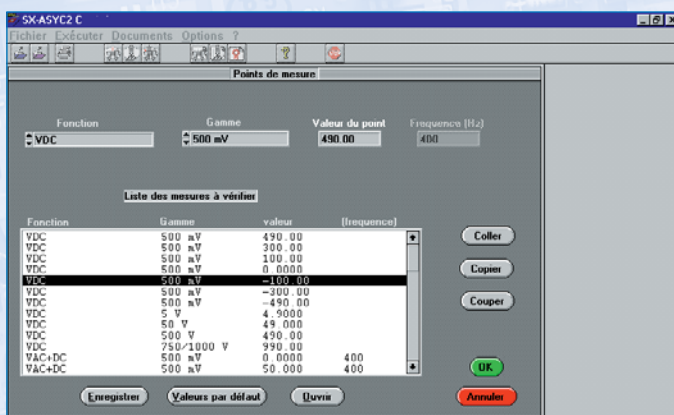 SX-ASYC2 C
Fichier Exécuter Documents Options ?
Points de mesure
Fonction Gamme Valeur du point Frequence (Hz)
VDC 500 mV 490.00 400
Liste des mesures à vérifier
Fonction Gamme valeur (frequence)
VDC 500 mV 490.00
VDC 500 mV 300.00
VDC 500 mV 100.00
VDC 500 mV 0.0000
VDC 500 mV -100.00
VDC 500 mV -300.00
VDC 500 mV -490.00
VDC 5 V 4.9000
VDC 50 V 49.000
VDC 500 V 490.00
VDC 750/1000 V 990.00
VAC+DC 500 mV 0.0000 400
VAC+DC 500 mV 50.000 400
Coller
Copier
Couper
OK
Enregistrer Valeurs par défaut Ouvrir Annuler